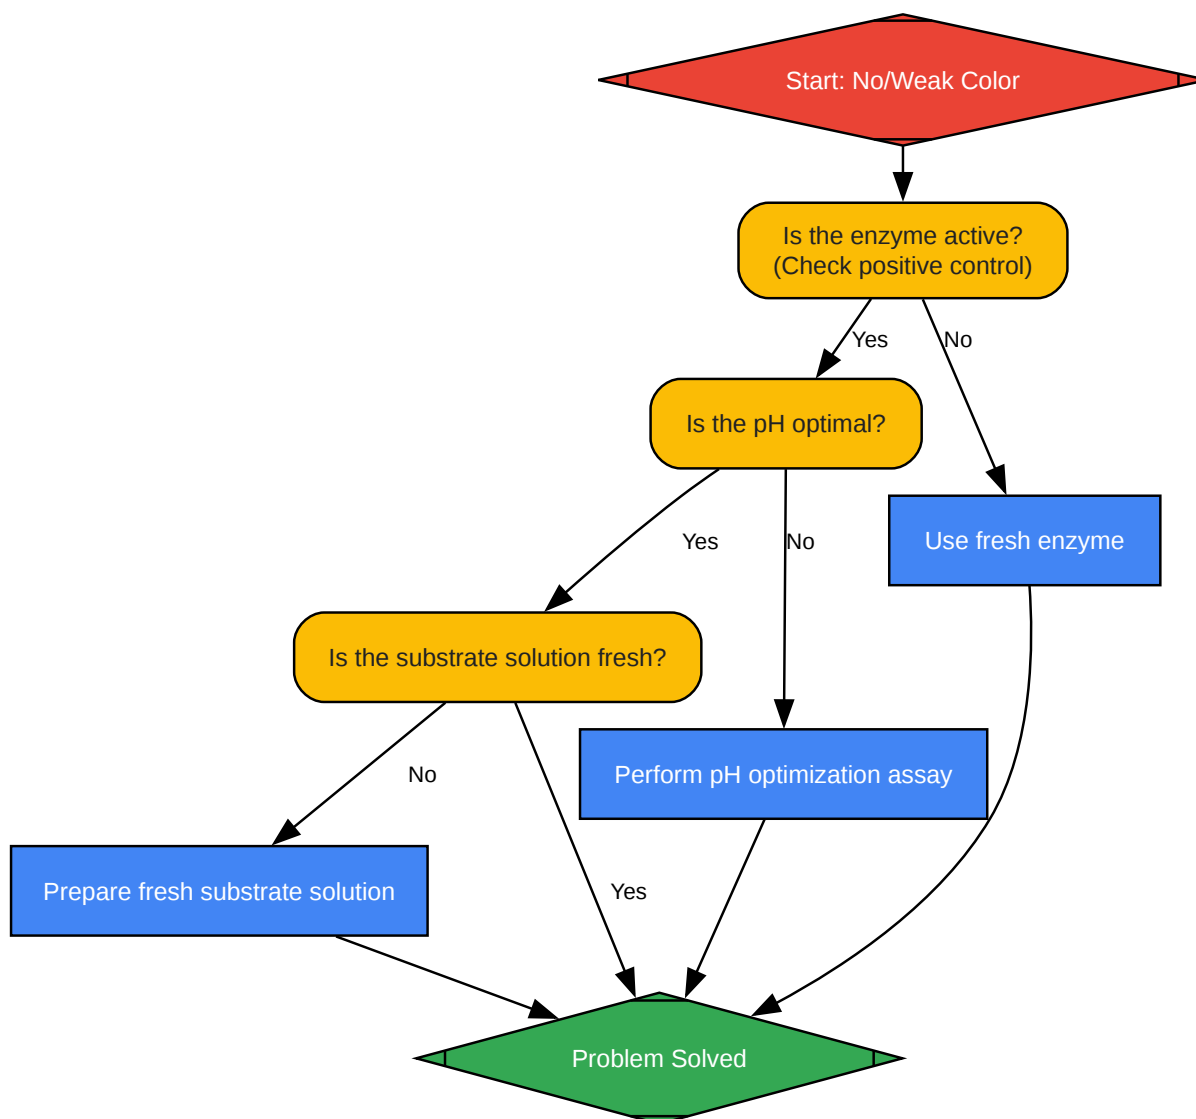 Start: No/Weak Color
Is the enzyme active?
(Check positive control)
Yes
No
Is the pH optimal?
Use fresh enzyme
Yes
No
Is the substrate solution fresh?
Perform pH optimization assay
No
Yes
Prepare fresh substrate solution
Problem Solved